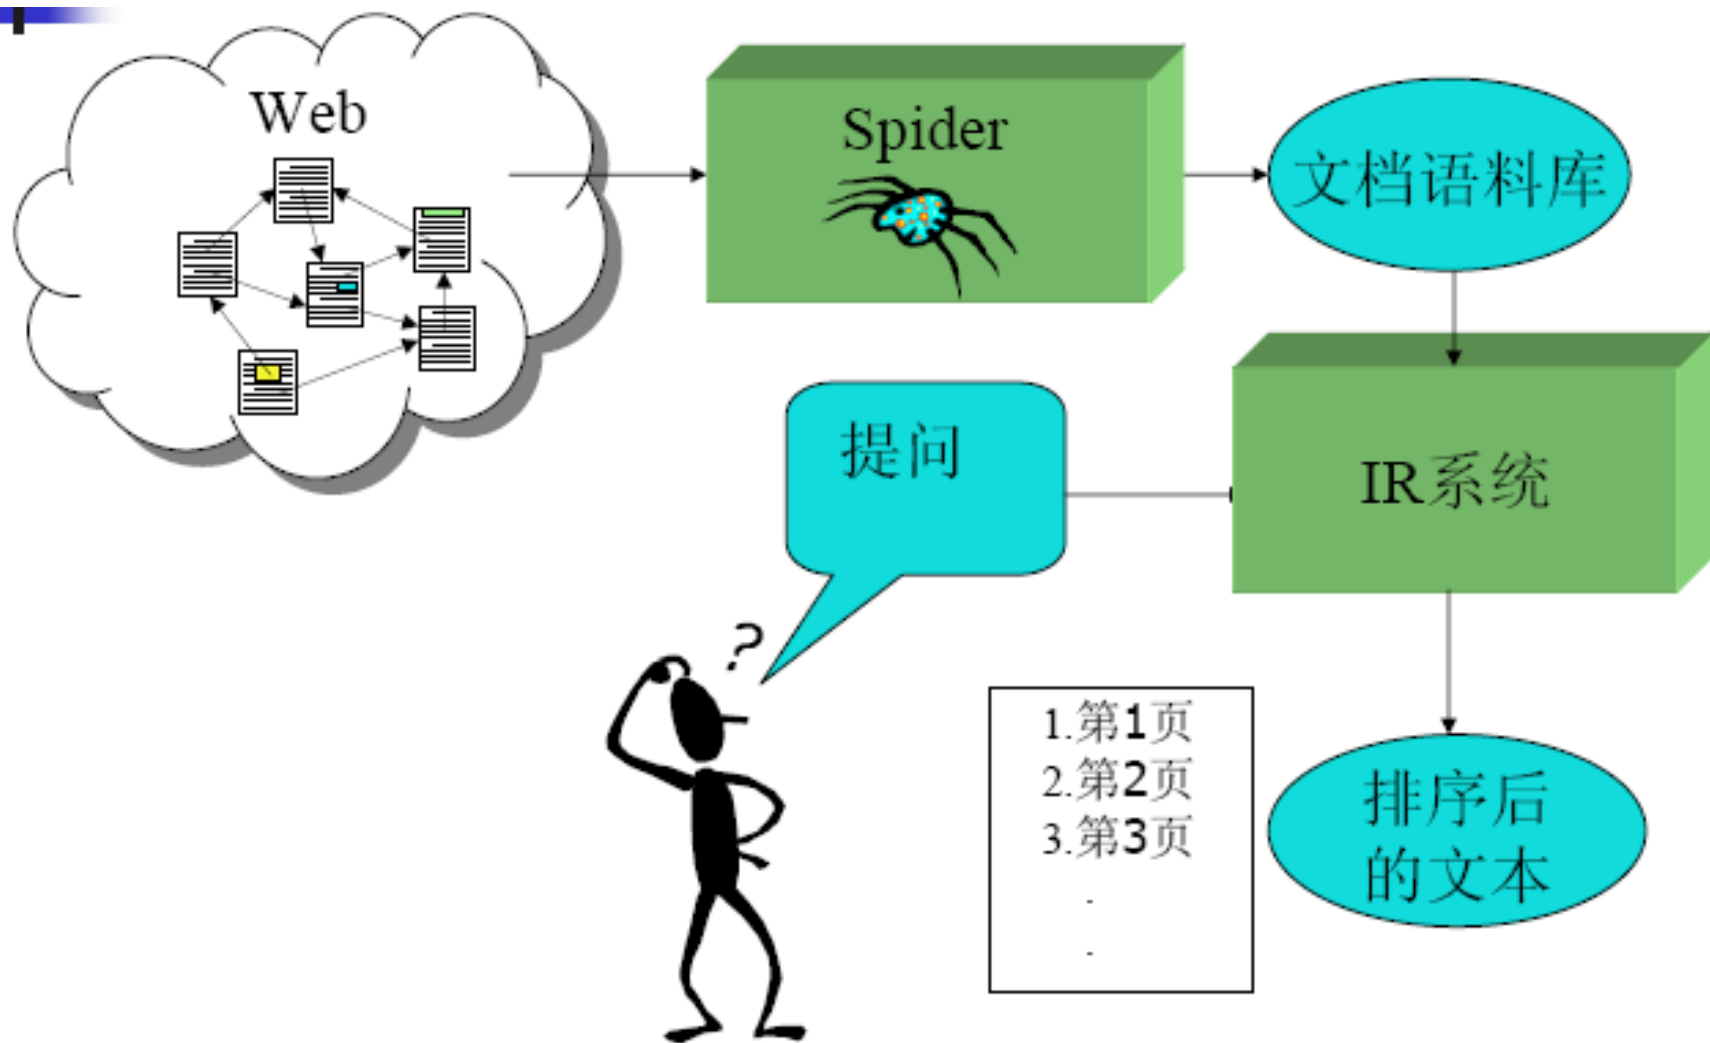 Web
Spider
文档语料库
提问
IR系统
?
1.第1页
2.第2页
3.第3页
.
.
排序后
的文本